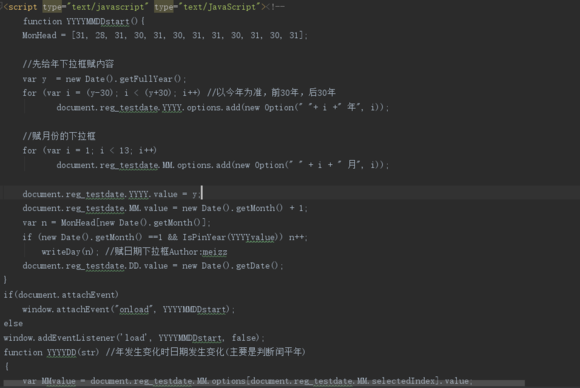 <script type="text/javascript" type="text/JavaScript"><!--
function YYYYMMDDstart(){
MonHead = [31, 28, 31, 30, 31, 30, 31, 31, 30, 31, 30, 31];
//先给年下拉框赋内容
var y = new Date().getFullYear();
for (var i = (y-30); i < (y+30); i++) //以今年为准，前30年，后30年
document.reg_testdate.YYYY.options.add(new Option(" "+ i +" 年", i));
//赋月份的下拉框
for (var i = 1; i < 13; i++)
document.reg_testdate.MM.options.add(new Option(" " + i + " 月", i));
document.reg_testdate.YYYY.value = y;
document.reg_testdate.MM.value = new Date().getMonth() + 1;
var n = MonHead[new Date().getMonth()];
if (new Date().getMonth() ==1 && IsPinYear(YYYYvalue)) n++;
writeDay(n); //赋日期下拉框Author:meizz
document.reg_testdate.DD.value = new Date().getDate();
}
if(document.attachEvent)
window.attachEvent("onload", YYYYMMDDstart);
else
window.addEventListener('load', YYYYMMDDstart, false);
function YYYYDD(str) //年发生变化时日期发生变化(主要是判断闰平年)
{
var MMvalue = document.reg_testdate.MM.options[document.reg_testdate.MM.selectedIndex].value;